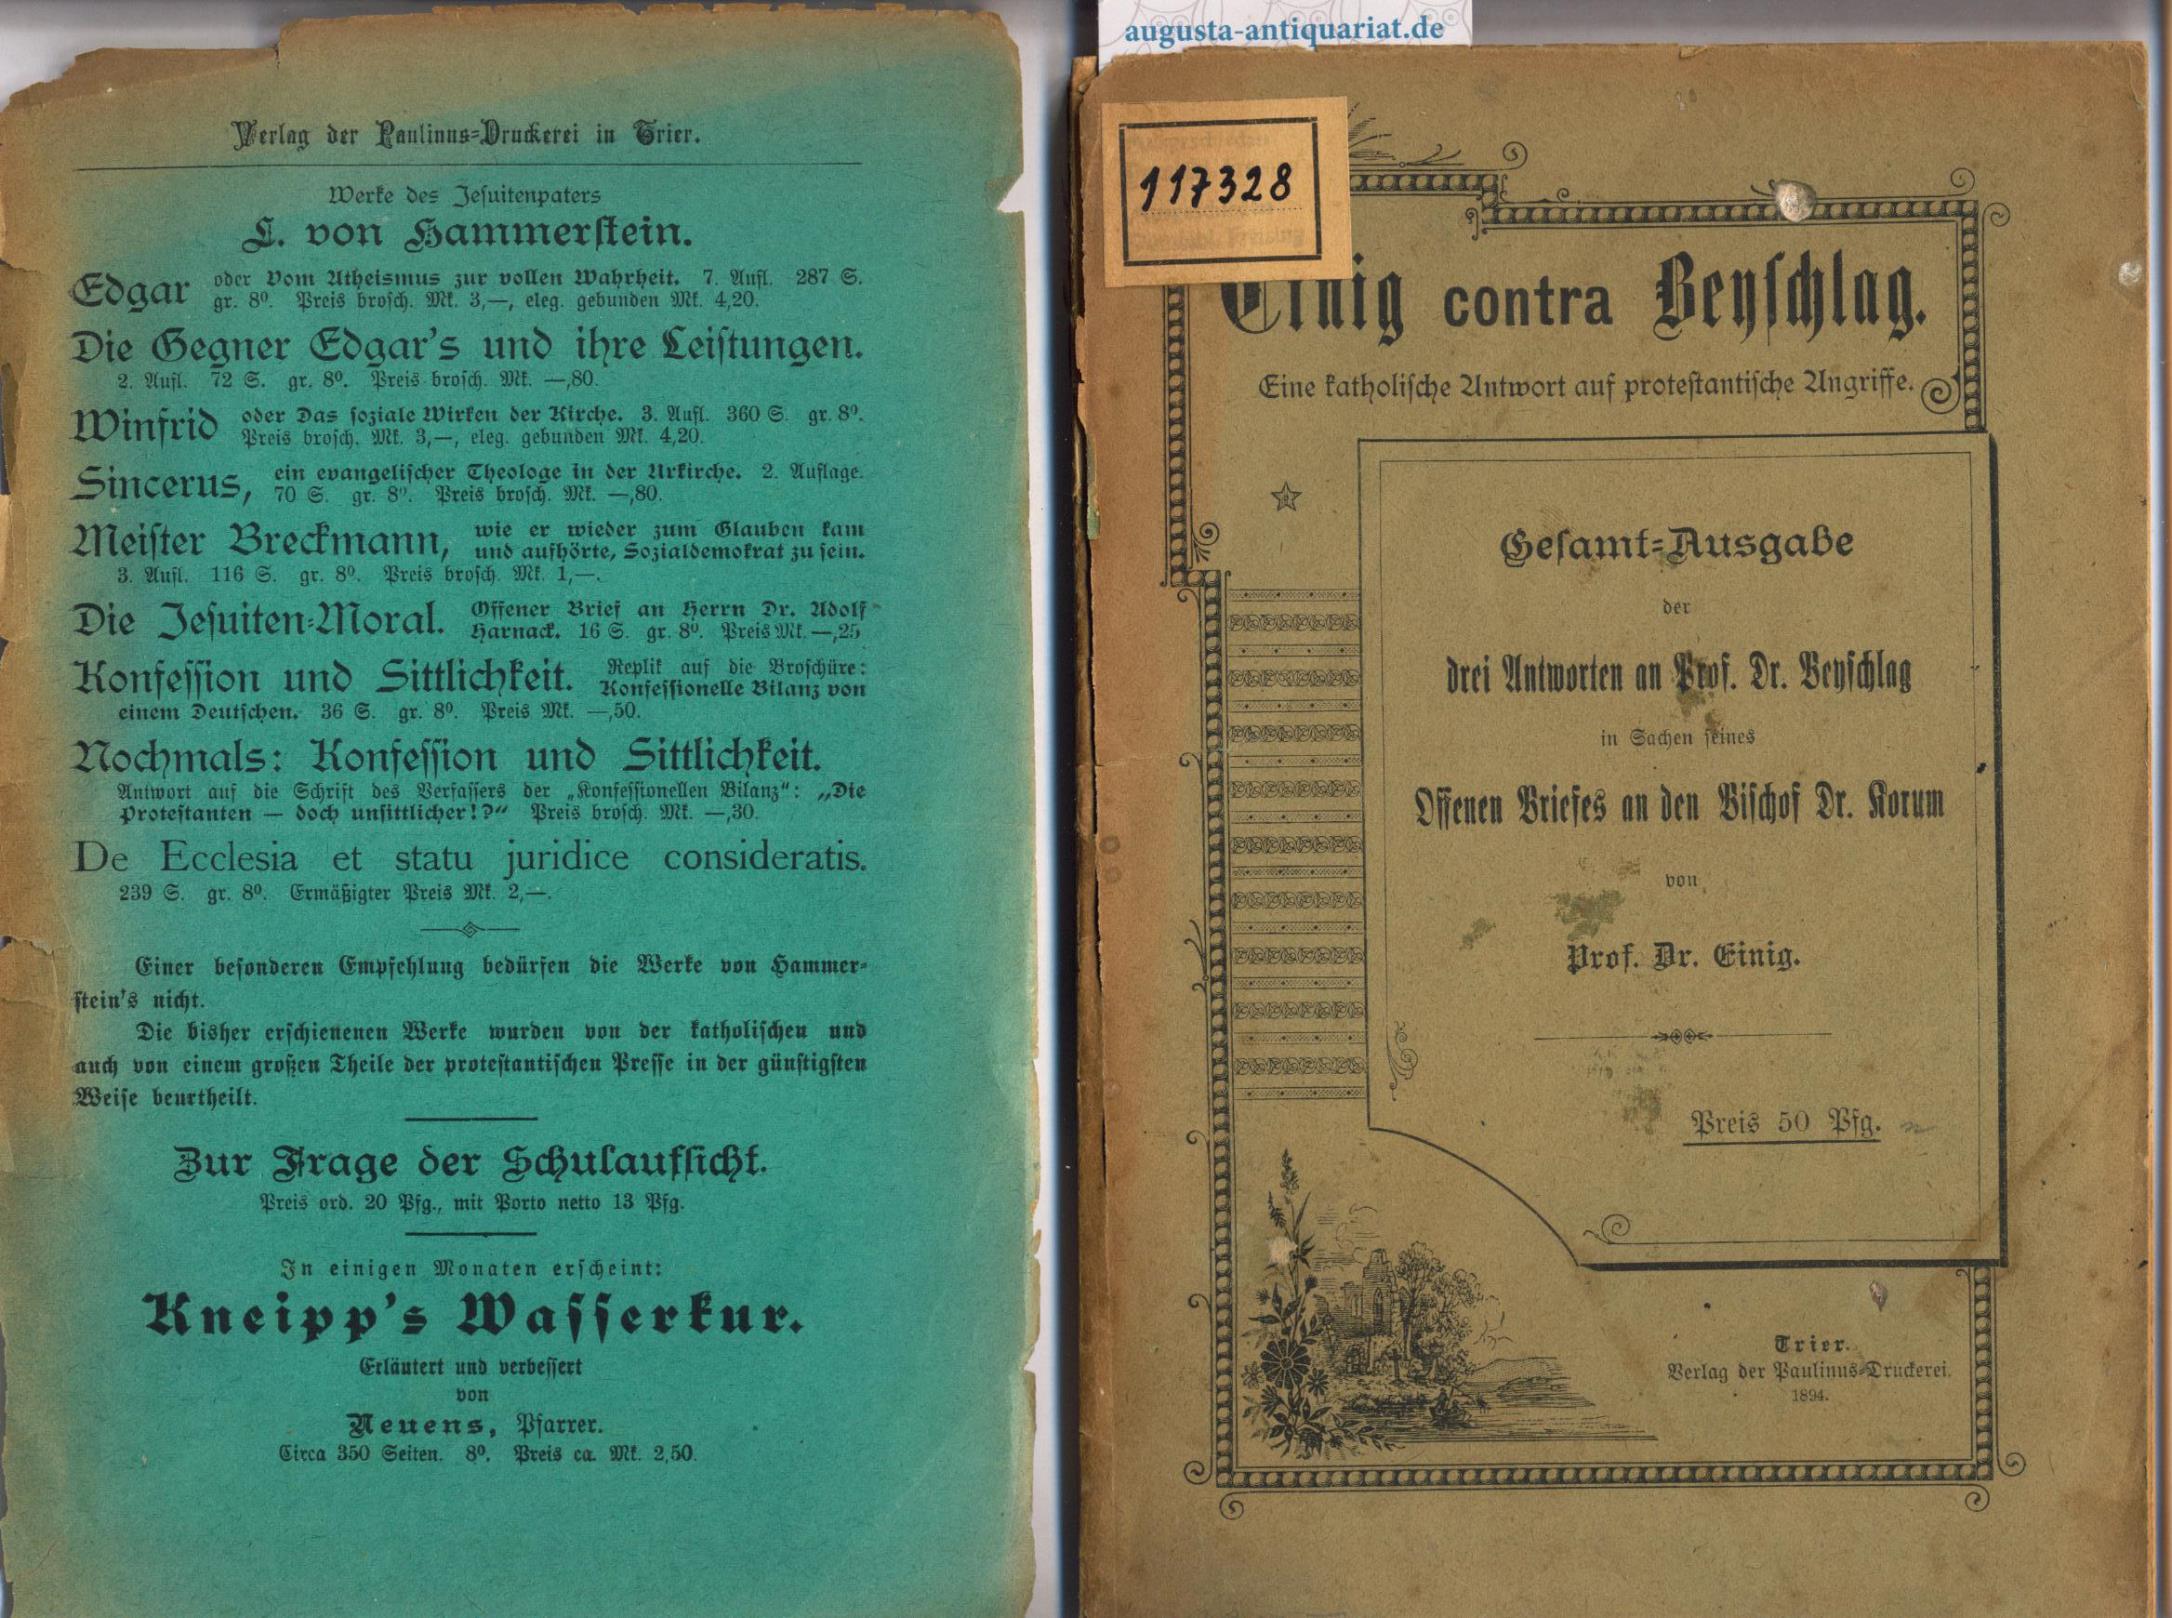 Verlag der Paulinus-Druckerei in Trier.
Werke des Jesuitenpaters
L. von Hammerstein.
Edgar oder Vom Atheismus zur vollen Wahrheit. 7. Aufl. 287 S.
gr. 8º. Preis brosch. Mk. 3,—, eleg. gebunden Mk. 4,20.
Die Gegner Edgar's und ihre Leistungen.
2. Aufl. 72 S. gr. 8º. Preis brosch. Mk. —,80.
Winfrid oder Das soziale Wirken der Kirche. 3. Aufl. 360 S. gr. 8º.
Preis brosch. Mk. 3,—, eleg. gebunden Mk. 4,20.
Sincerus, ein evangelischer Theologe in der Urkirche. 2. Auflage.
70 S. gr. 8º. Preis brosch. Mk. —,80.
Meister Breckmann, wie er wieder zum Glauben kam
und aufhörte, Sozialdemokrat zu sein.
3. Aufl. 116 S. gr. 8º. Preis brosch. Mk. 1,—.
Die Jesuiten-Moral. Offener Brief an Herrn Dr. Adolf
Harnack. 16 S. gr. 8º. Preis Mk. —,25
Konfession und Sittlichkeit. Replik auf die Broschüre:
Konfessionelle Bilanz von
einem Deutschen. 36 S. gr. 8º. Preis Mk. —,50.
Nochmals: Konfession und Sittlichkeit.
Antwort auf die Schrift des Verfassers der „Konfessionellen Bilanz“: „Die
Protestanten — doch unsittlicher!?“ Preis brosch. Mk. —,30.
De Ecclesia et statu juridice consideratis.
239 S. gr. 8º. Ermäßigter Preis Mk. 2,—.
Einer besonderen Empfehlung bedürfen die Werke von Hammer-
stein's nicht.
Die bisher erschienenen Werke wurden von der katholischen und
auch von einem großen Theile der protestantischen Presse in der günstigsten
Weise beurtheilt.
Zur Frage der Schulaufsicht.
Preis ord. 20 Pfg., mit Porto netto 13 Pfg.
In einigen Monaten erscheint:
Kneipp's Wasserkur.
Erläutert und verbessert
von
Neuens, Pfarrer.
Circa 350 Seiten. 8º. Preis ca. Mk. 2,50.
augusta-antiquariat.de
117328
Einig contra Beyschlag.
Eine katholische Antwort auf protestantische Angriffe.
Gesamt-Ausgabe
der
drei Antworten an Prof. Dr. Beyschlag
in Sachen seines
Offenen Briefes an den Bischof Dr. Korum
von
Prof. Dr. Einig.
Preis 50 Pfg.
Trier.
Verlag der Paulinus-Druckerei.
1894.